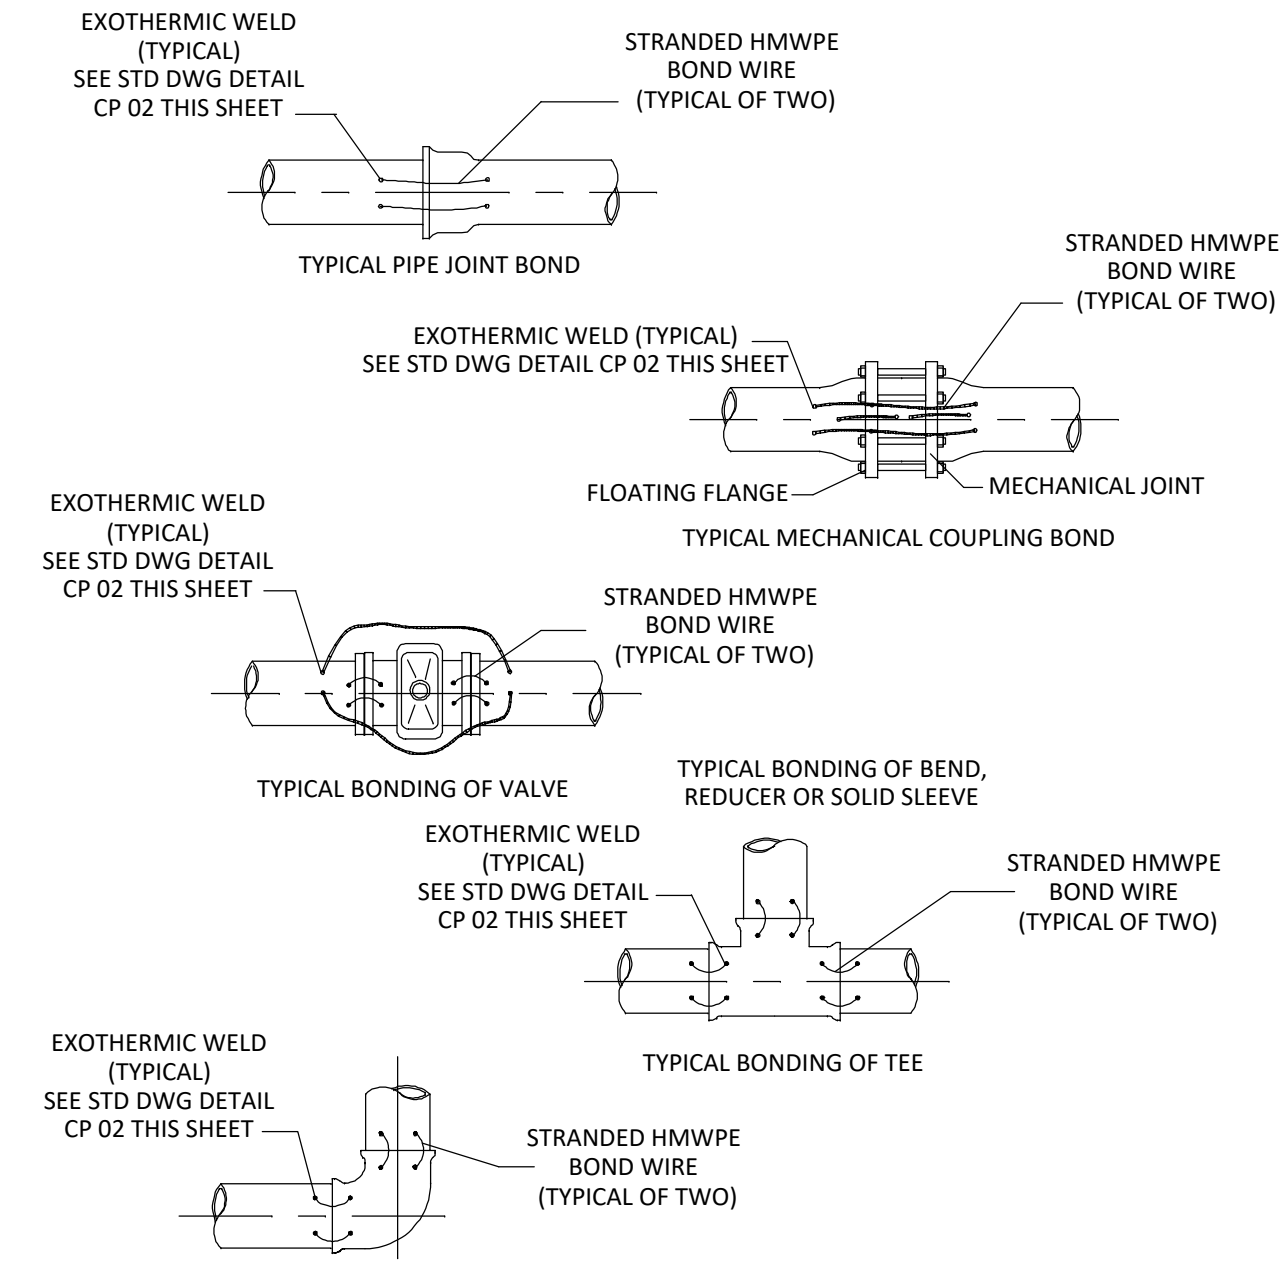 EXOTHERMIC WELD
(TYPICAL)
SEE STD DWG DETAIL
CP 02 THIS SHEET
STRANDED HMWPE
BOND WIRE
(TYPICAL OF TWO)
TYPICAL PIPE JOINT BOND
STRANDED HMWPE
BOND WIRE
(TYPICAL OF TWO)
EXOTHERMIC WELD (TYPICAL)
SEE STD DWG DETAIL CP 02 THIS SHEET
FLOATING FLANGE
MECHANICAL JOINT
TYPICAL MECHANICAL COUPLING BOND
EXOTHERMIC WELD
(TYPICAL)
SEE STD DWG DETAIL
CP 02 THIS SHEET
STRANDED HMWPE
BOND WIRE
(TYPICAL OF TWO)
TYPICAL BONDING OF VALVE
TYPICAL BONDING OF BEND,
REDUCER OR SOLID SLEEVE
EXOTHERMIC WELD
(TYPICAL)
SEE STD DWG DETAIL
CP 02 THIS SHEET
STRANDED HMWPE
BOND WIRE
(TYPICAL OF TWO)
TYPICAL BONDING OF TEE
EXOTHERMIC WELD
(TYPICAL)
SEE STD DWG DETAIL
CP 02 THIS SHEET
STRANDED HMWPE
BOND WIRE
(TYPICAL OF TWO)